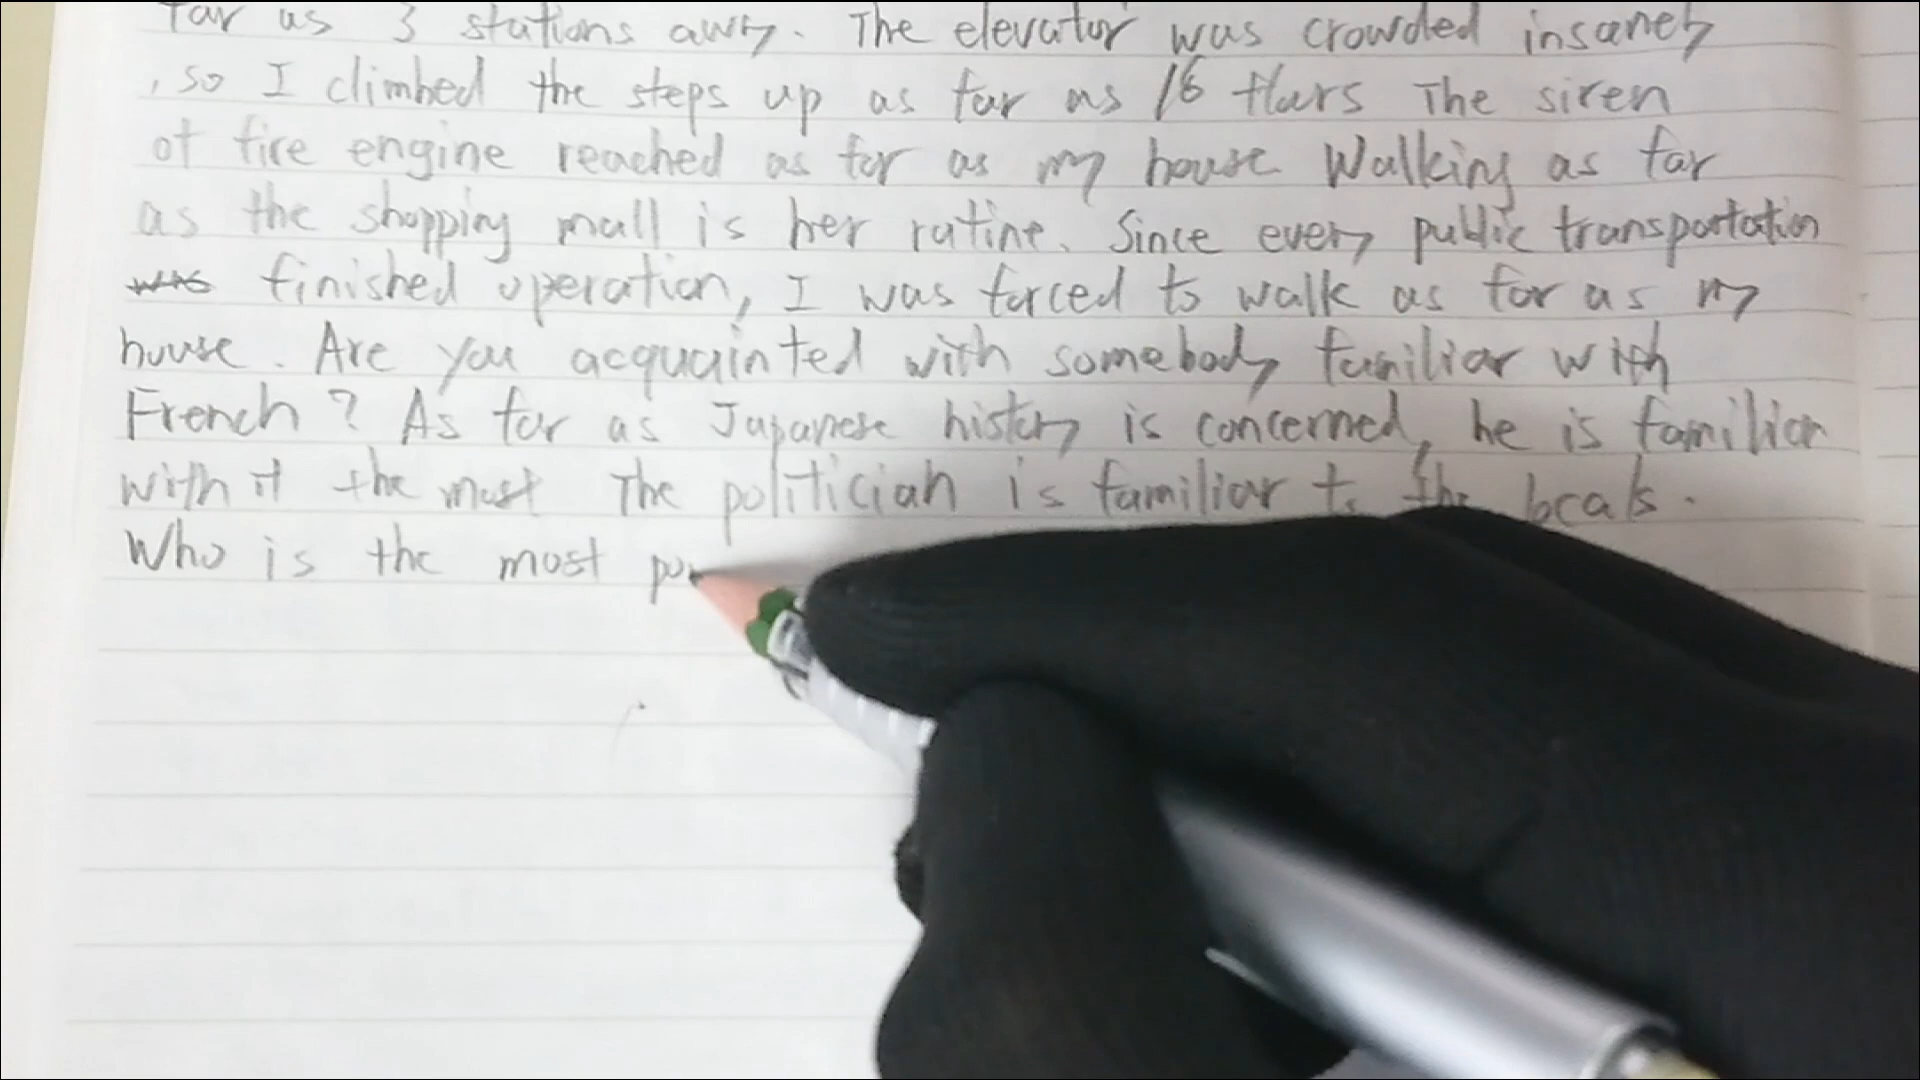 far as 3 stations away. The elevator was crowded insanely
, so I climbed the steps up as far as 16 floors The siren
of fire engine reached as far as my house Walking as far
as the shopping mall is her rutine. Since every public transportation
finished operation, I was forced to walk as far as my
house. Are you acquainted with somebody familiar with
French? As far as Japanese history is concerned, he is familiar
with it the most The politician is familiar to the locals.
Who is the most